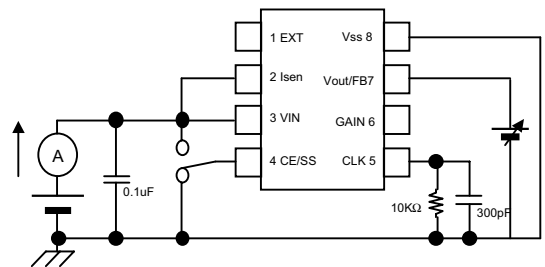 1 EXT
Vss 8
2 Isen
Vout/FB7
3 VIN
GAIN 6
4 CE/SS
CLK 5
A
0.1uF
10KΩ
300pF